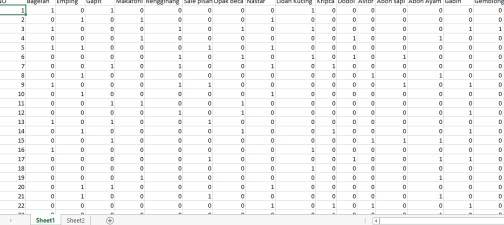 NO Bagelan Emping Gapit Makaroni Rengginang Sale pisan Opak beca Nastar Lidah Kucing Kripca Dodol Astor Abon sapi Abon Ayam Gabin Gemblong
1 1 0 1 0 0 0 0 0 1 0 0 0 0 0 0 0
2 0 1 0 1 0 0 0 1 0 0 0 0 0 0 0 0
3 1 0 0 0 1 0 1 0 0 0 0 0 0 0 1 1
4 0 0 0 1 0 0 0 0 0 0 0 1 0 1 0 0
5 1 1 0 0 0 1 0 1 0 0 0 0 0 0 0 0
6 0 0 0 0 1 1 0 0 1 0 1 0 1 0 0 0
7 0 0 1 0 0 0 0 1 0 1 0 0 0 1 0 0
8 0 1 0 0 0 0 0 0 0 0 0 1 0 1 0 0
9 1 0 0 0 1 1 0 0 0 0 0 0 0 0 0 0
10 0 1 0 0 0 0 0 1 0 0 0 0 0 0 0 0
11 0 0 1 1 0 0 1 0 0 0 0 0 0 0 1 0
12 0 0 0 0 1 0 1 0 1 0 0 0 0 0 0 0
13 0 1 1 0 0 1 0 0 0 0 0 0 0 0 0 0
14 0 1 0 0 0 0 1 0 0 1 0 0 0 0 1 0
15 0 0 0 1 0 0 0 0 0 0 0 1 1 1 0 0
16 1 0 0 0 0 0 0 0 1 0 0 0 0 0 0 0
17 0 0 0 0 0 1 0 0 0 0 1 0 0 1 1 0
18 0 0 0 0 0 0 0 0 1 0 0 0 0 0 0 0
19 0 0 1 1 0 0 0 0 0 0 0 0 0 1 0 0
20 0 1 1 0 0 0 0 1 0 0 0 0 0 0 0 0
21 0 1 0 0 0 1 0 0 0 0 0 0 0 1 0 0
22 0 0 0 0 0 0 0 1 0 1 0 1 0 0 1 0
Sheet1 Sheet2